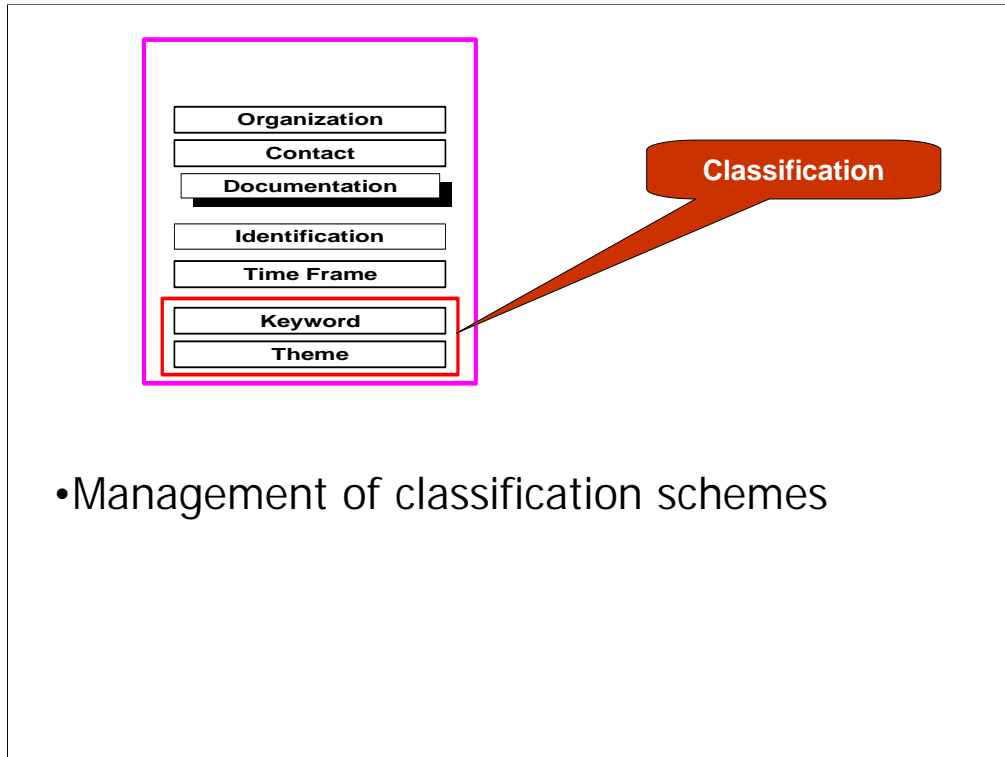 Organization
Contact
Documentation
Identification
Time Frame
Keyword
Theme
Classification
•Management of classification schemes